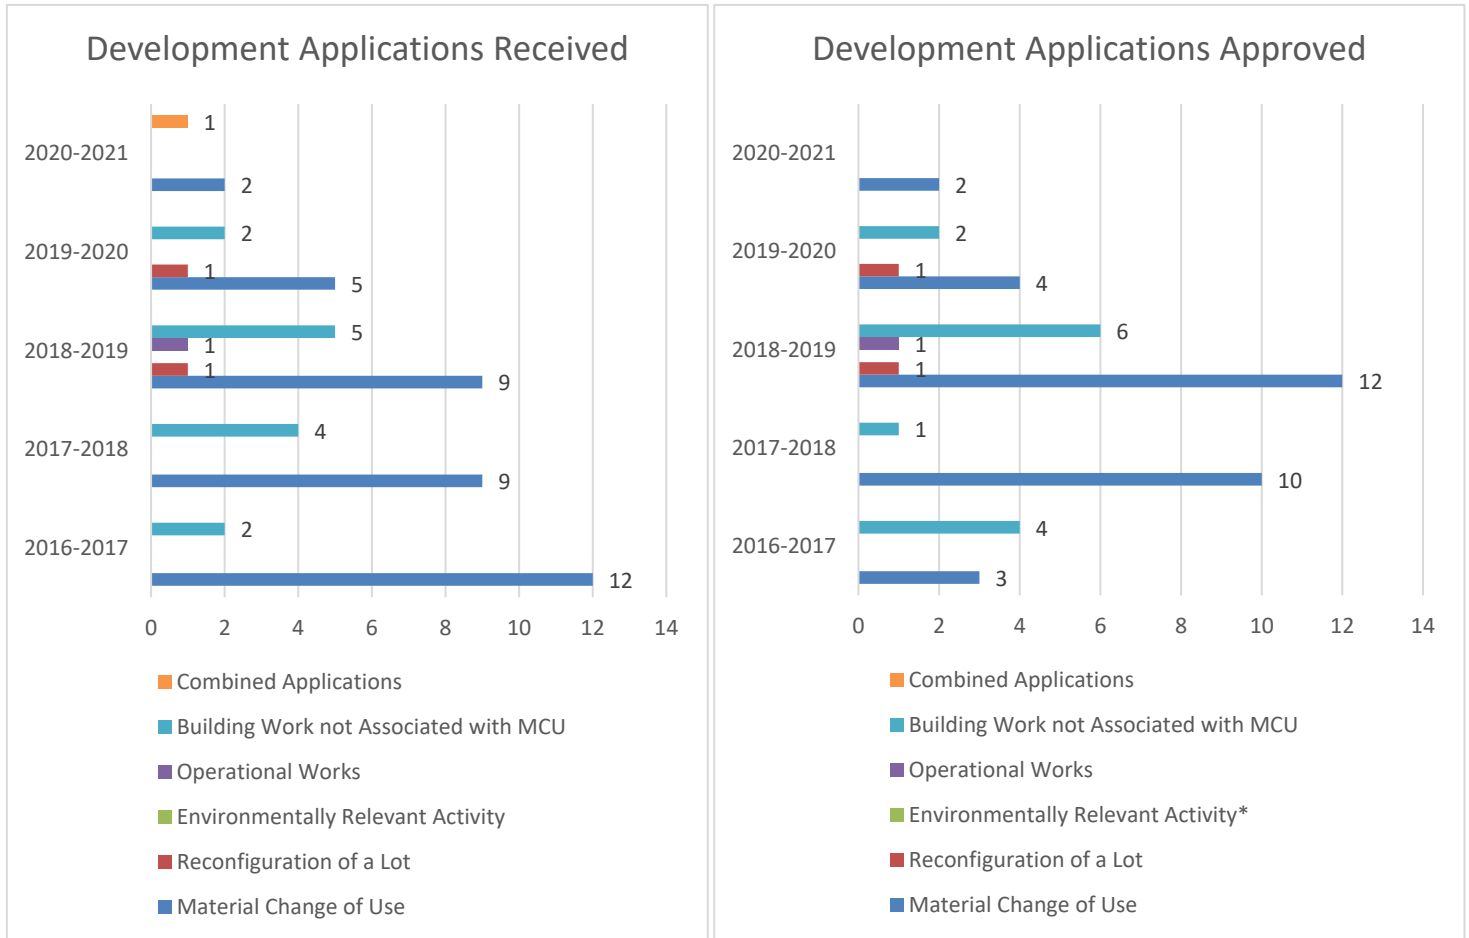 Development Applications Received
1
2020-2021
2
2
2019-2020
1
5
5
1
2018-2019
1
9
4
2017-2018
9
2
2016-2017
12
0 2 4 6 8 10 12 14
Combined Applications
Building Work not Associated with MCU
Operational Works
Environmentally Relevant Activity
Reconfiguration of a Lot
Material Change of Use
Development Applications Approved
2020-2021
2
2
2019-2020
1
4
6
1
2018-2019
1
12
1
2017-2018
10
4
2016-2017
3
0 2 4 6 8 10 12 14
Combined Applications
Building Work not Associated with MCU
Operational Works
Environmentally Relevant Activity*
Reconfiguration of a Lot
Material Change of Use